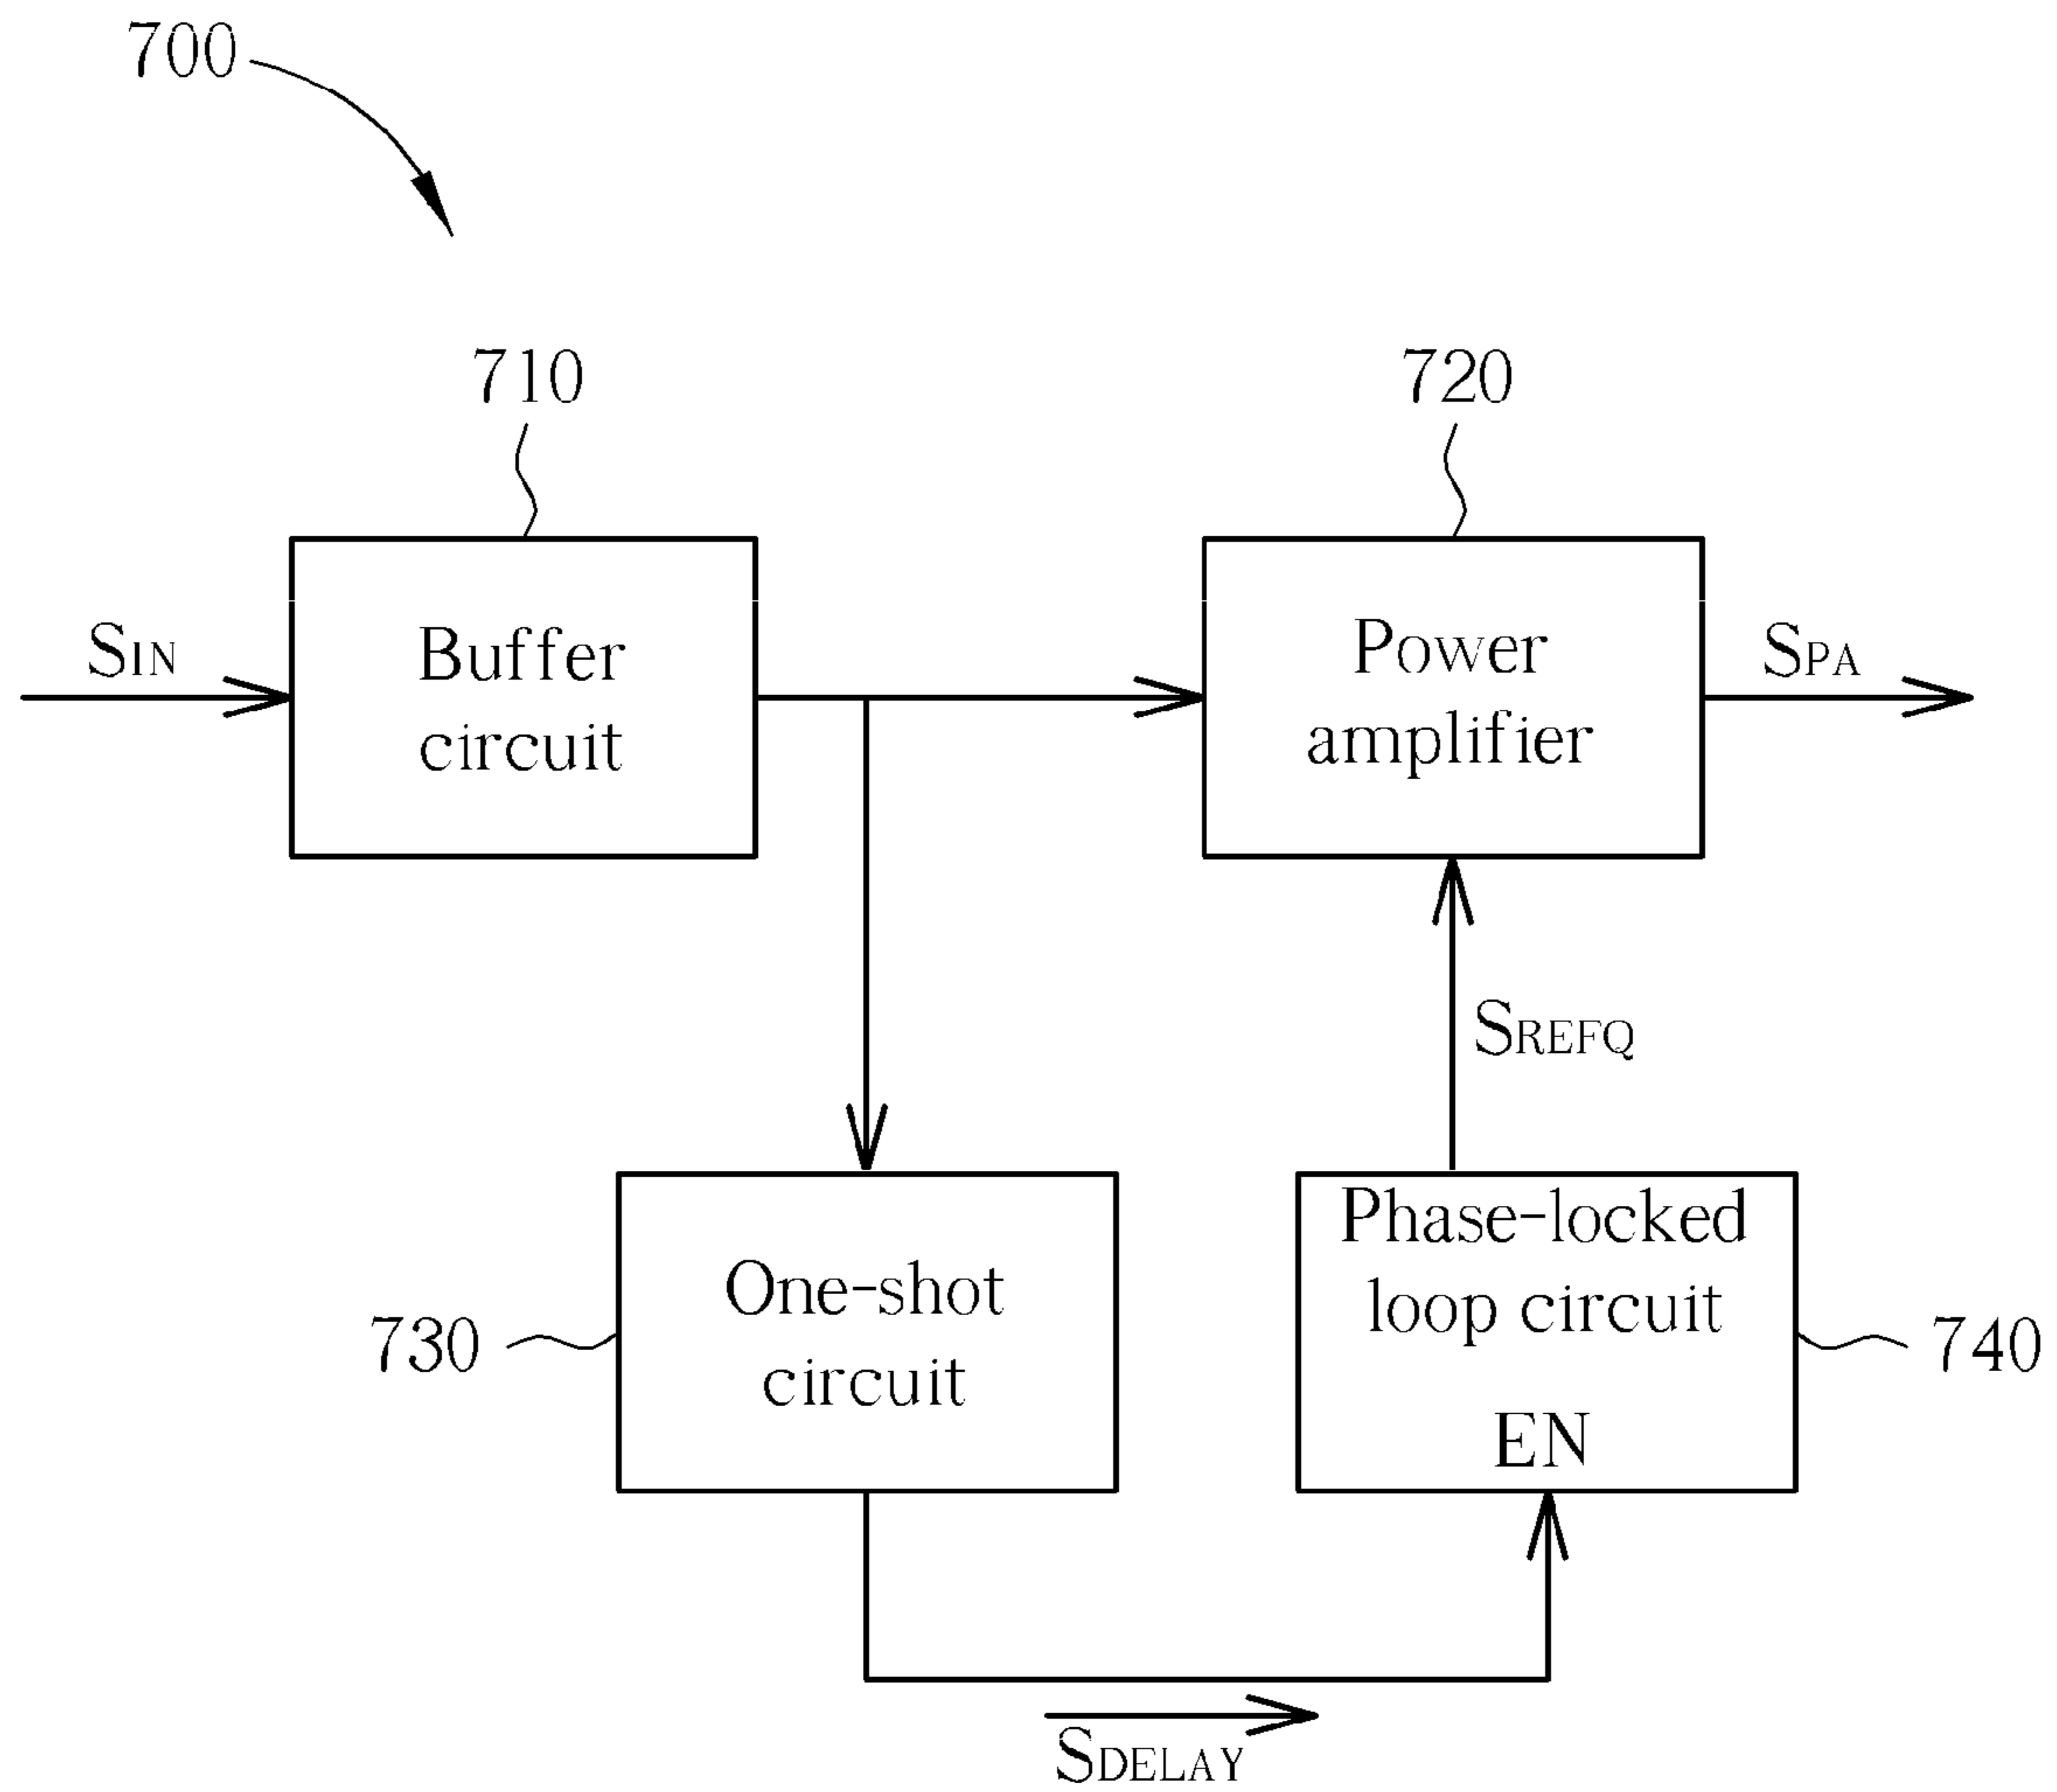 700
710
720
SIN
Buffer
circuit
Power
amplifier
SPA
SREFQ
730
One-shot
circuit
Phase-locked
loop circuit
EN
740
SDELAY